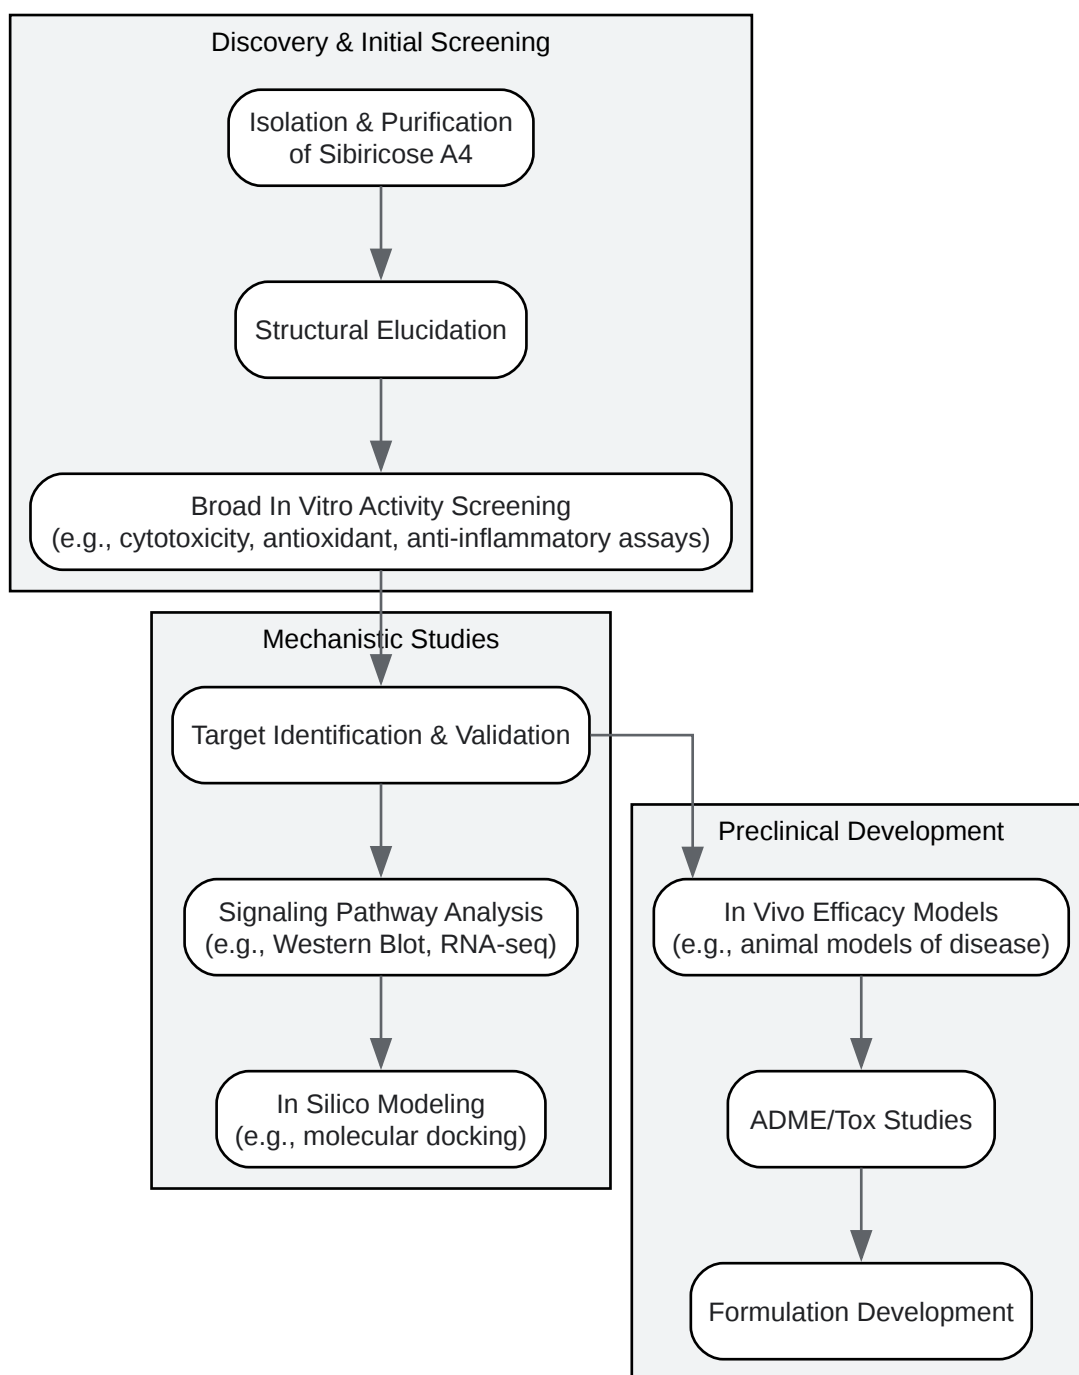 Discovery & Initial Screening
Isolation & Purification
of Sibiricose A4
Structural Elucidation
Broad In Vitro Activity Screening
(e.g., cytotoxicity, antioxidant, anti-inflammatory assays)
Mechanistic Studies
Target Identification & Validation
Signaling Pathway Analysis
(e.g., Western Blot, RNA-seq)
In Silico Modeling
(e.g., molecular docking)
Preclinical Development
In Vivo Efficacy Models
(e.g., animal models of disease)
ADME/Tox Studies
Formulation Development